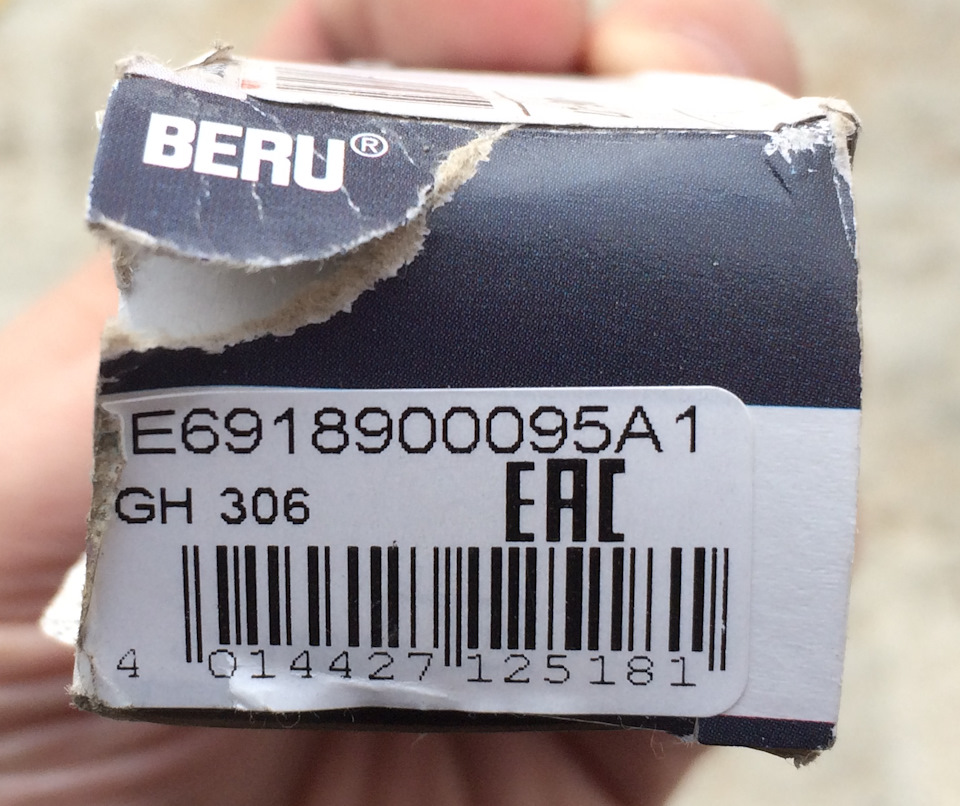 BERU®
E6918900095A1
GH 306
EAC
4 014427 125181